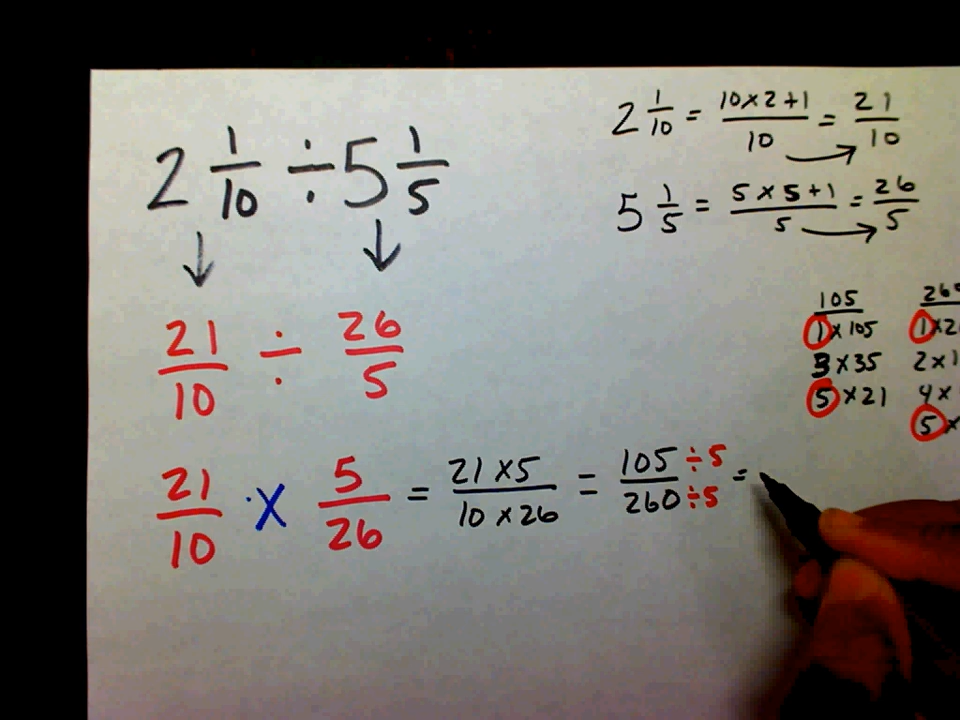 2 1/10 ÷ 5 1/5
↓ ↓
21/10 ÷ 26/5
21/10 · X 5/26 = 21 x 5 / 10 x 26 = 105 ÷5 / 260 ÷5 =
2 1/10 = 10 x 2 + 1 / 10 = 21/10
5 1/5 = 5 x 5 + 1 / 5 = 26/5
105
1 x 105
3 x 35
5 x 21
260
1 x 2
2 x 1
4 x
5 x